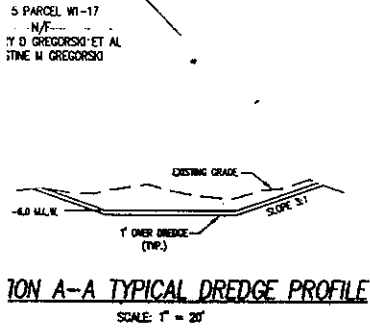 5 PARCEL W1-17
N/F
Y D GREGORSKI ET AL
STINE M GREGORSKI
EXISTING GRADE
-6.0 M.L.W.
SLOPE 3:1
1' OVER DREDGE
(TYP.)
ION A-A TYPICAL DREDGE PROFILE
SCALE: 1" = 20'